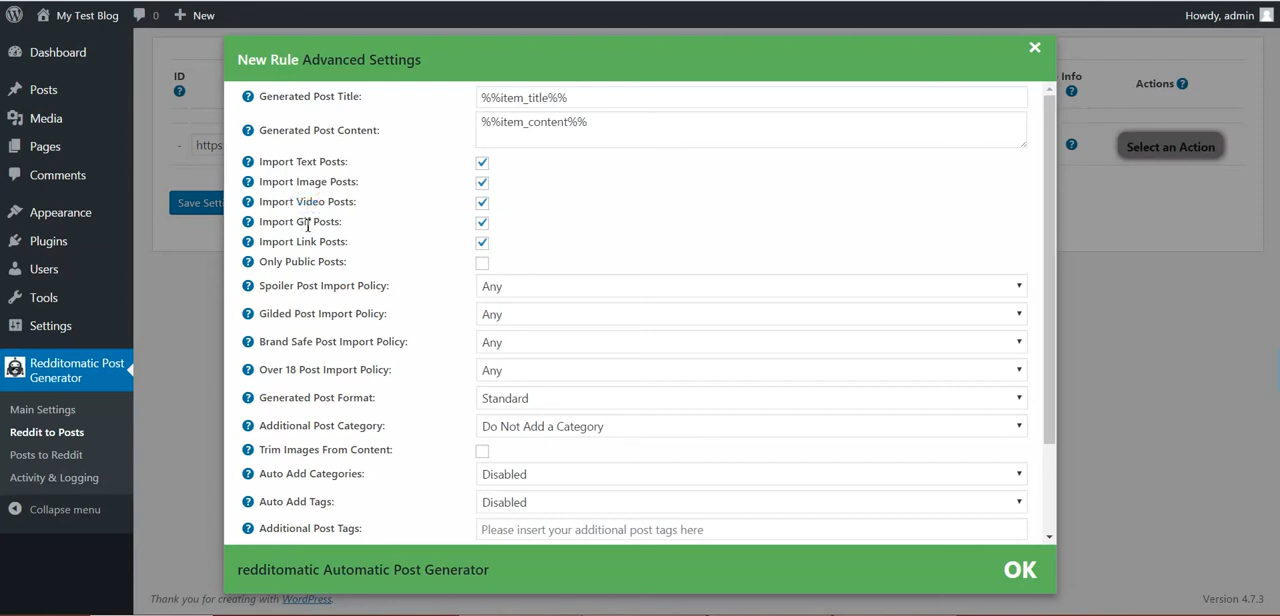 My Test Blog 0 New Howdy, admin
Dashboard
Posts
Media
Pages
Comments
Appearance
Plugins
Users
Tools
Settings
Redditomatic Post
Generator
Main Settings
Reddit to Posts
Posts to Reddit
Activity & Logging
Collapse menu
ID
Info
Actions
- https
Select an Action
Save Setti
New Rule Advanced Settings
Generated Post Title: %%item_title%%
Generated Post Content: %%item_content%%
Import Text Posts:
Import Image Posts:
Import Video Posts:
Import Gif Posts:
Import Link Posts:
Only Public Posts:
Spoiler Post Import Policy: Any
Gilded Post Import Policy: Any
Brand Safe Post Import Policy: Any
Over 18 Post Import Policy: Any
Generated Post Format: Standard
Additional Post Category: Do Not Add a Category
Trim Images From Content:
Auto Add Categories: Disabled
Auto Add Tags: Disabled
Additional Post Tags: Please insert your additional post tags here
redditomatic Automatic Post Generator OK
Thank you for creating with WordPress. Version 4.7.3